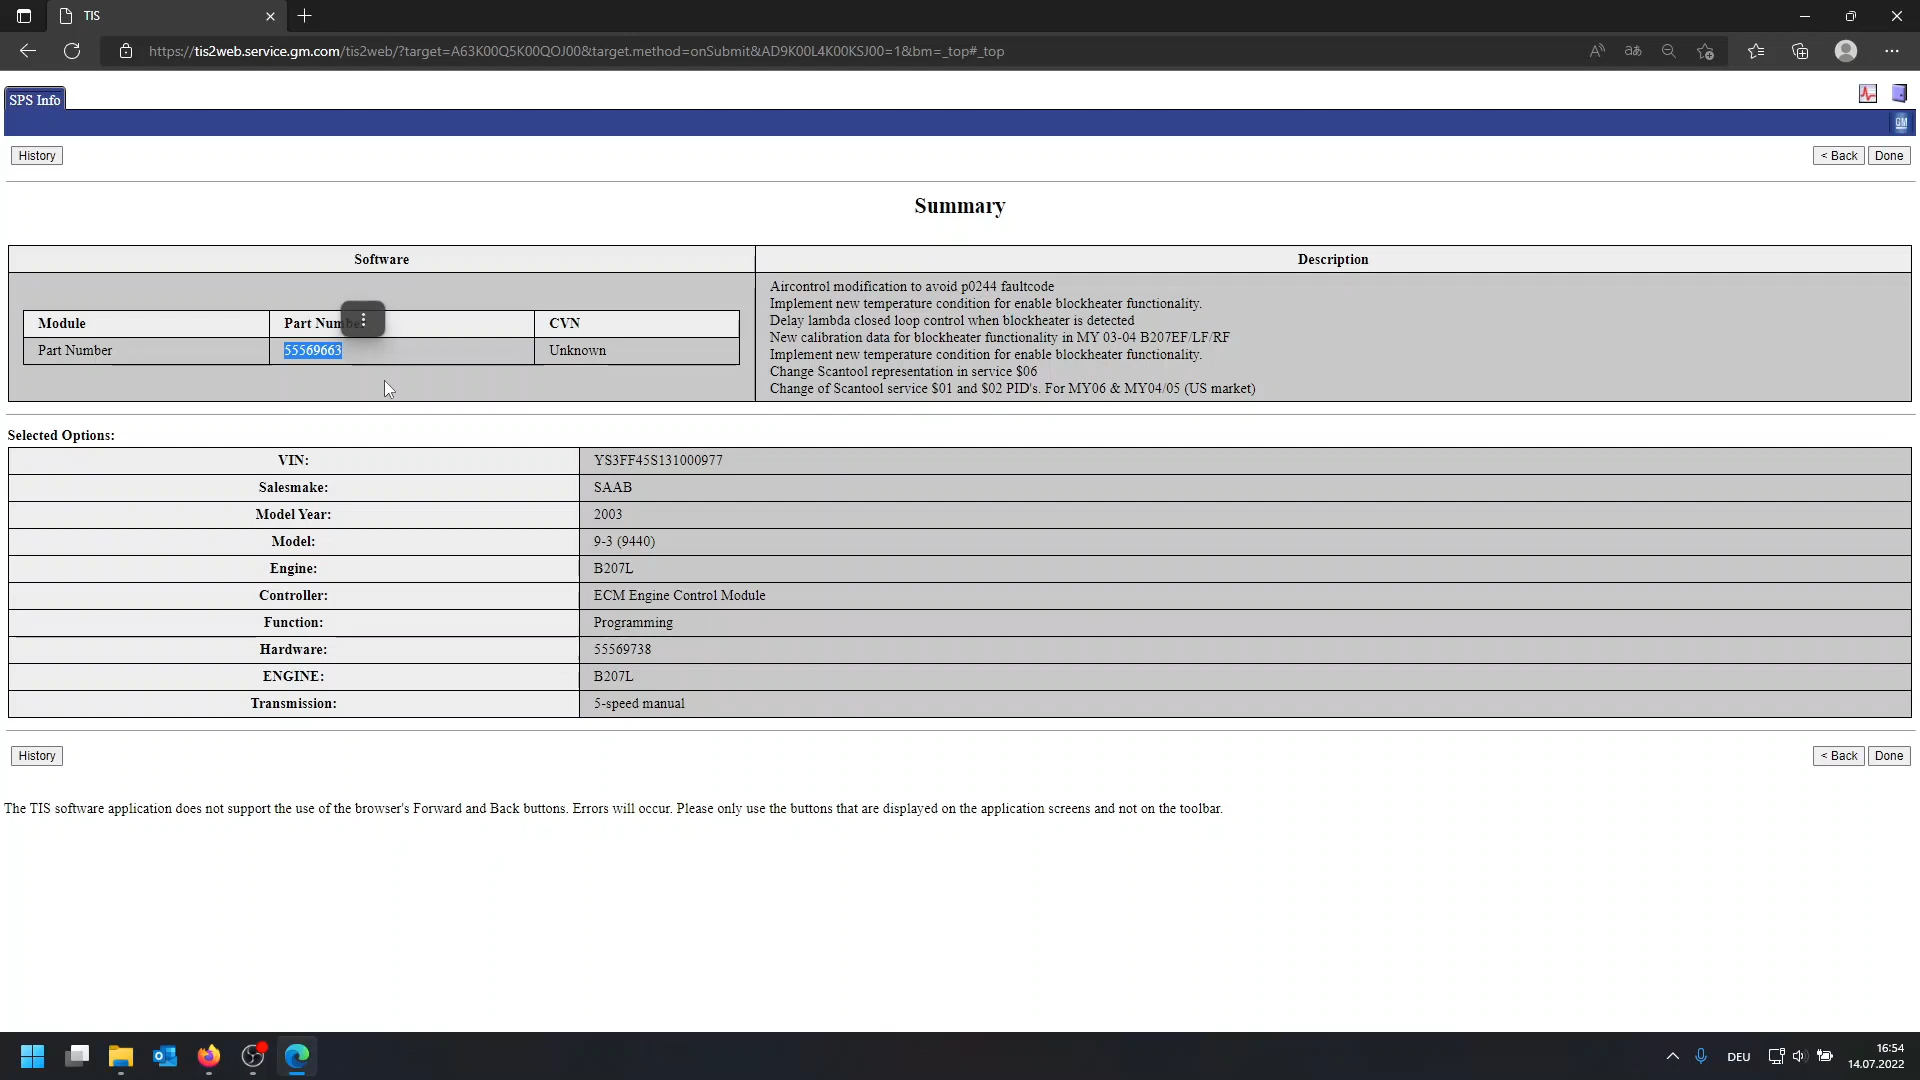 TIS
https://tis2web.service.gm.com/tis2web/?target=A63K00Q5K00QOJ00&target.method=onSubmit&AD9K00L4K00KSJ00=1&bm=_top#_top
SPS Info
GM
History
< Back
Done
Summary
Software
Description
Module
Part Number
CVN
Part Number
55569663
Unknown
Aircontrol modification to avoid p0244 faultcode
Implement new temperature condition for enable blockheater functionality.
Delay lambda closed loop control when blockheater is detected
New calibration data for blockheater functionality in MY 03-04 B207EF/LF/RF
Implement new temperature condition for enable blockheater functionality.
Change Scantool representation in service $06
Change of Scantool service $01 and $02 PID's. For MY06 & MY04/05 (US market)
Selected Options:
VIN: YS3FF45S131000977
Salesmake: SAAB
Model Year: 2003
Model: 9-3 (9440)
Engine: B207L
Controller: ECM Engine Control Module
Function: Programming
Hardware: 55569738
ENGINE: B207L
Transmission: 5-speed manual
History
< Back
Done
The TIS software application does not support the use of the browser's Forward and Back buttons. Errors will occur. Please only use the buttons that are displayed on the application screens and not on the toolbar.
DEU
16:54
14.07.2022